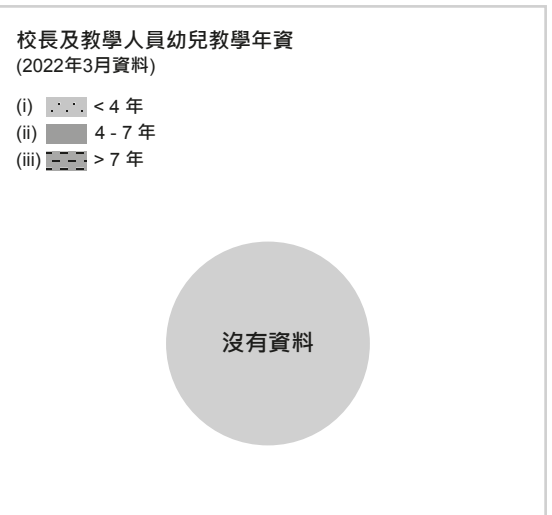 校長及教學人員幼兒教學年資
(2022年3月資料)
(i) < 4 年
(ii) 4 - 7 年
(iii) > 7 年
沒有資料